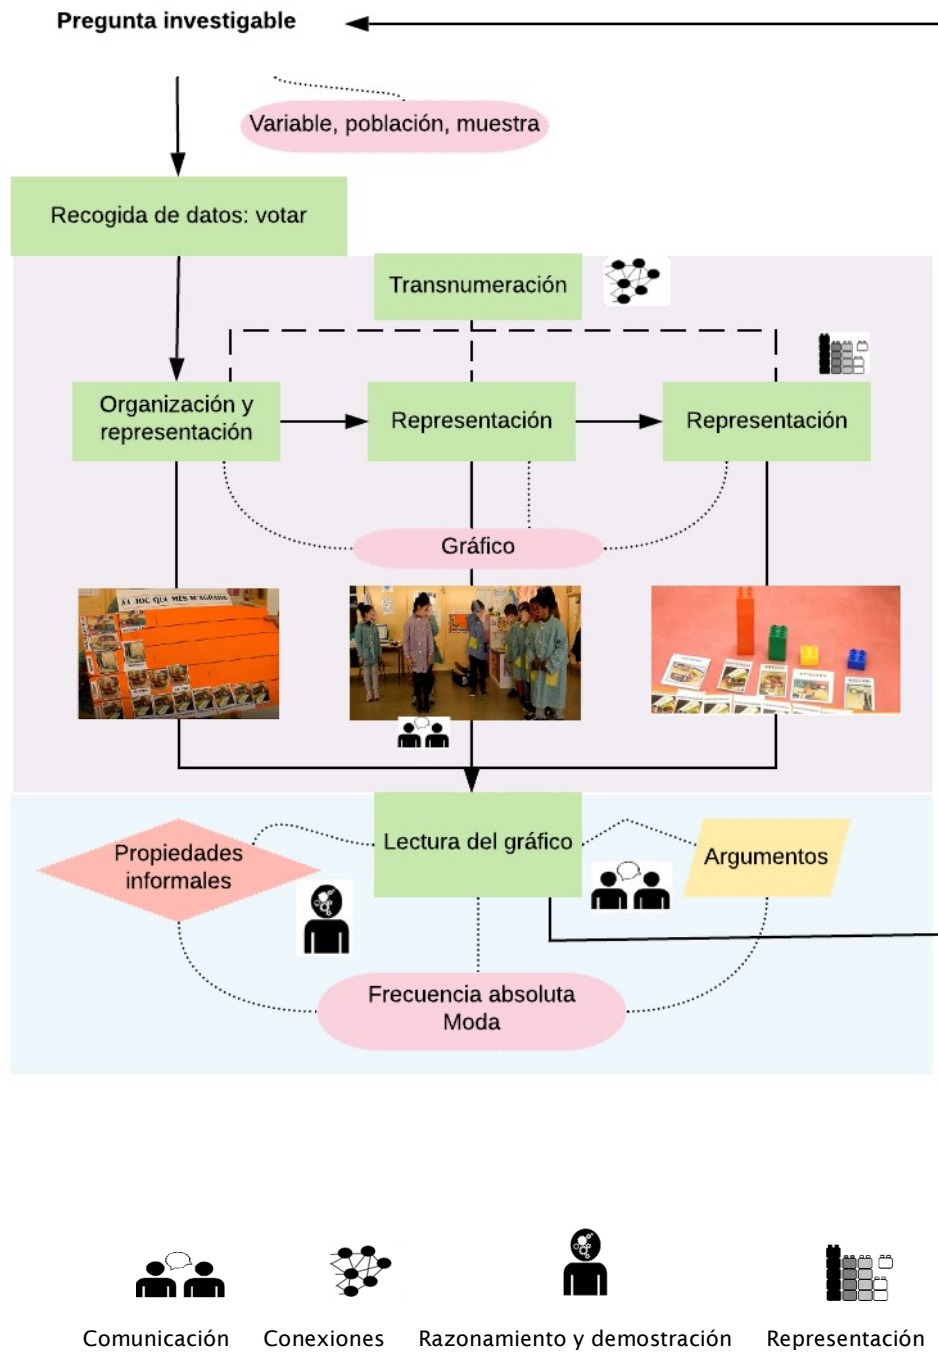 Pregunta investigable
Variable, población, muestra
Recogida de datos: votar
Transnumeración
Organización y
representación
Representación
Representación
Gráfico
EL JOC QUE MÉS M'AGRADA
Lectura del gráfico
Propiedades
informales
Argumentos
Frecuencia absoluta
Moda
Comunicación
Conexiones
Razonamiento y demostración
Representación